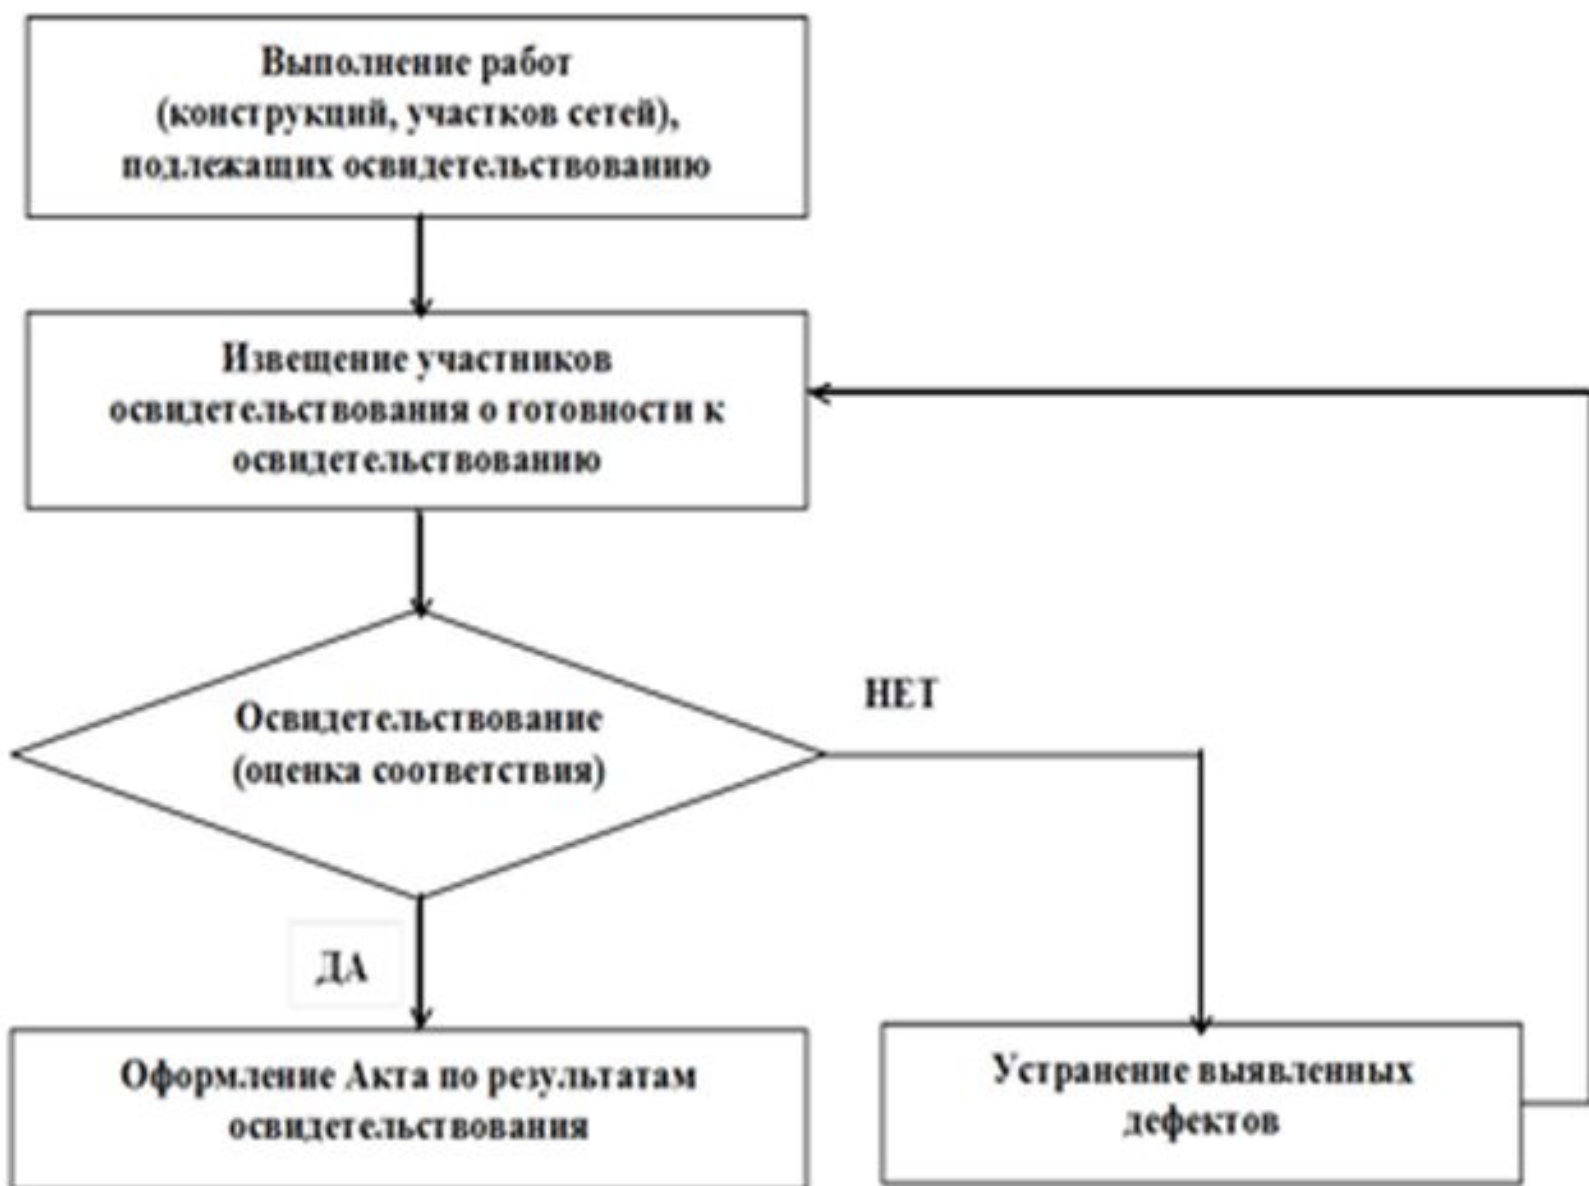 Выполнение работ
(конструкций, участков сетей),
подлежащих освидетельствованию
Извещение участников
освидетельствования о готовности к
освидетельствованию
Освидетельствование
(оценка соответствия)
НЕТ
ДА
Оформление Акта по результатам
освидетельствования
Устранение выявленных
дефектов